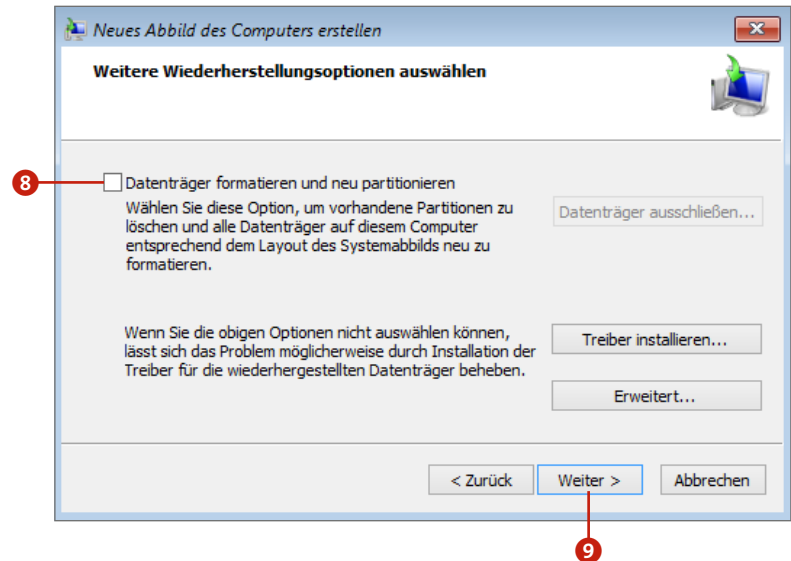 Neues Abbild des Computers erstellen
Weitere Wiederherstellungsoptionen auswählen
8
Datenträger formatieren und neu partitionieren
Wählen Sie diese Option, um vorhandene Partitionen zu
löschen und alle Datenträger auf diesem Computer
entsprechend dem Layout des Systemabbilds neu zu
formatieren.
Datenträger ausschließen...
Wenn Sie die obigen Optionen nicht auswählen können,
lässt sich das Problem möglicherweise durch Installation der
Treiber für die wiederhergestellten Datenträger beheben.
Treiber installieren...
Erweitert...
< Zurück
Weiter >
Abbrechen
9